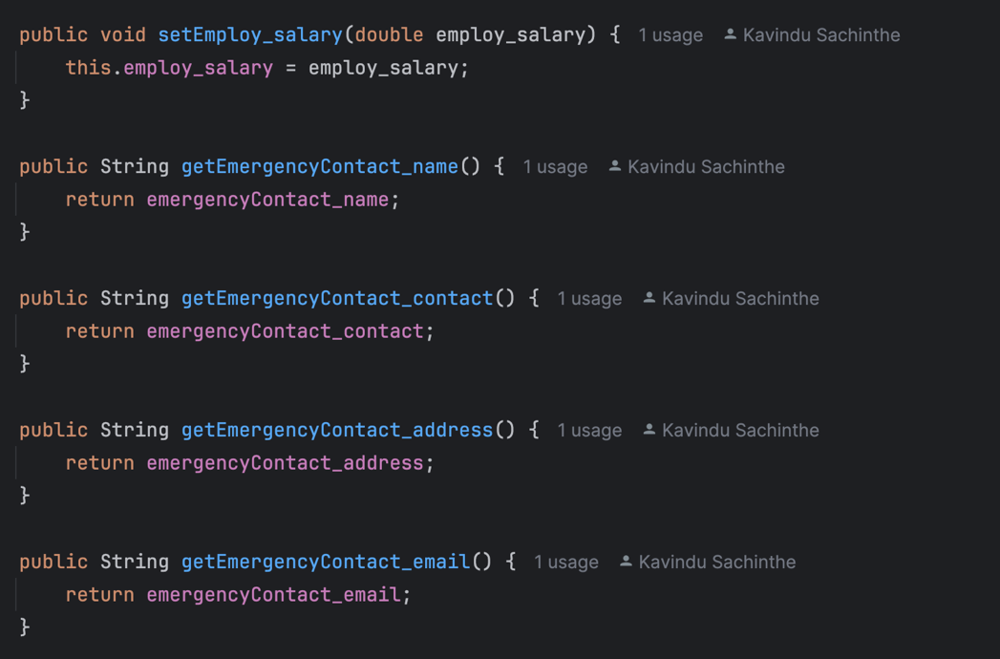 public void setEmploy_salary(double employ_salary) { 1 usage Kavindu Sachinthe
this.employ_salary = employ_salary;
}
public String getEmergencyContact_name() { 1 usage Kavindu Sachinthe
return emergencyContact_name;
}
public String getEmergencyContact_contact() { 1 usage Kavindu Sachinthe
return emergencyContact_contact;
}
public String getEmergencyContact_address() { 1 usage Kavindu Sachinthe
return emergencyContact_address;
}
public String getEmergencyContact_email() { 1 usage Kavindu Sachinthe
return emergencyContact_email;
}